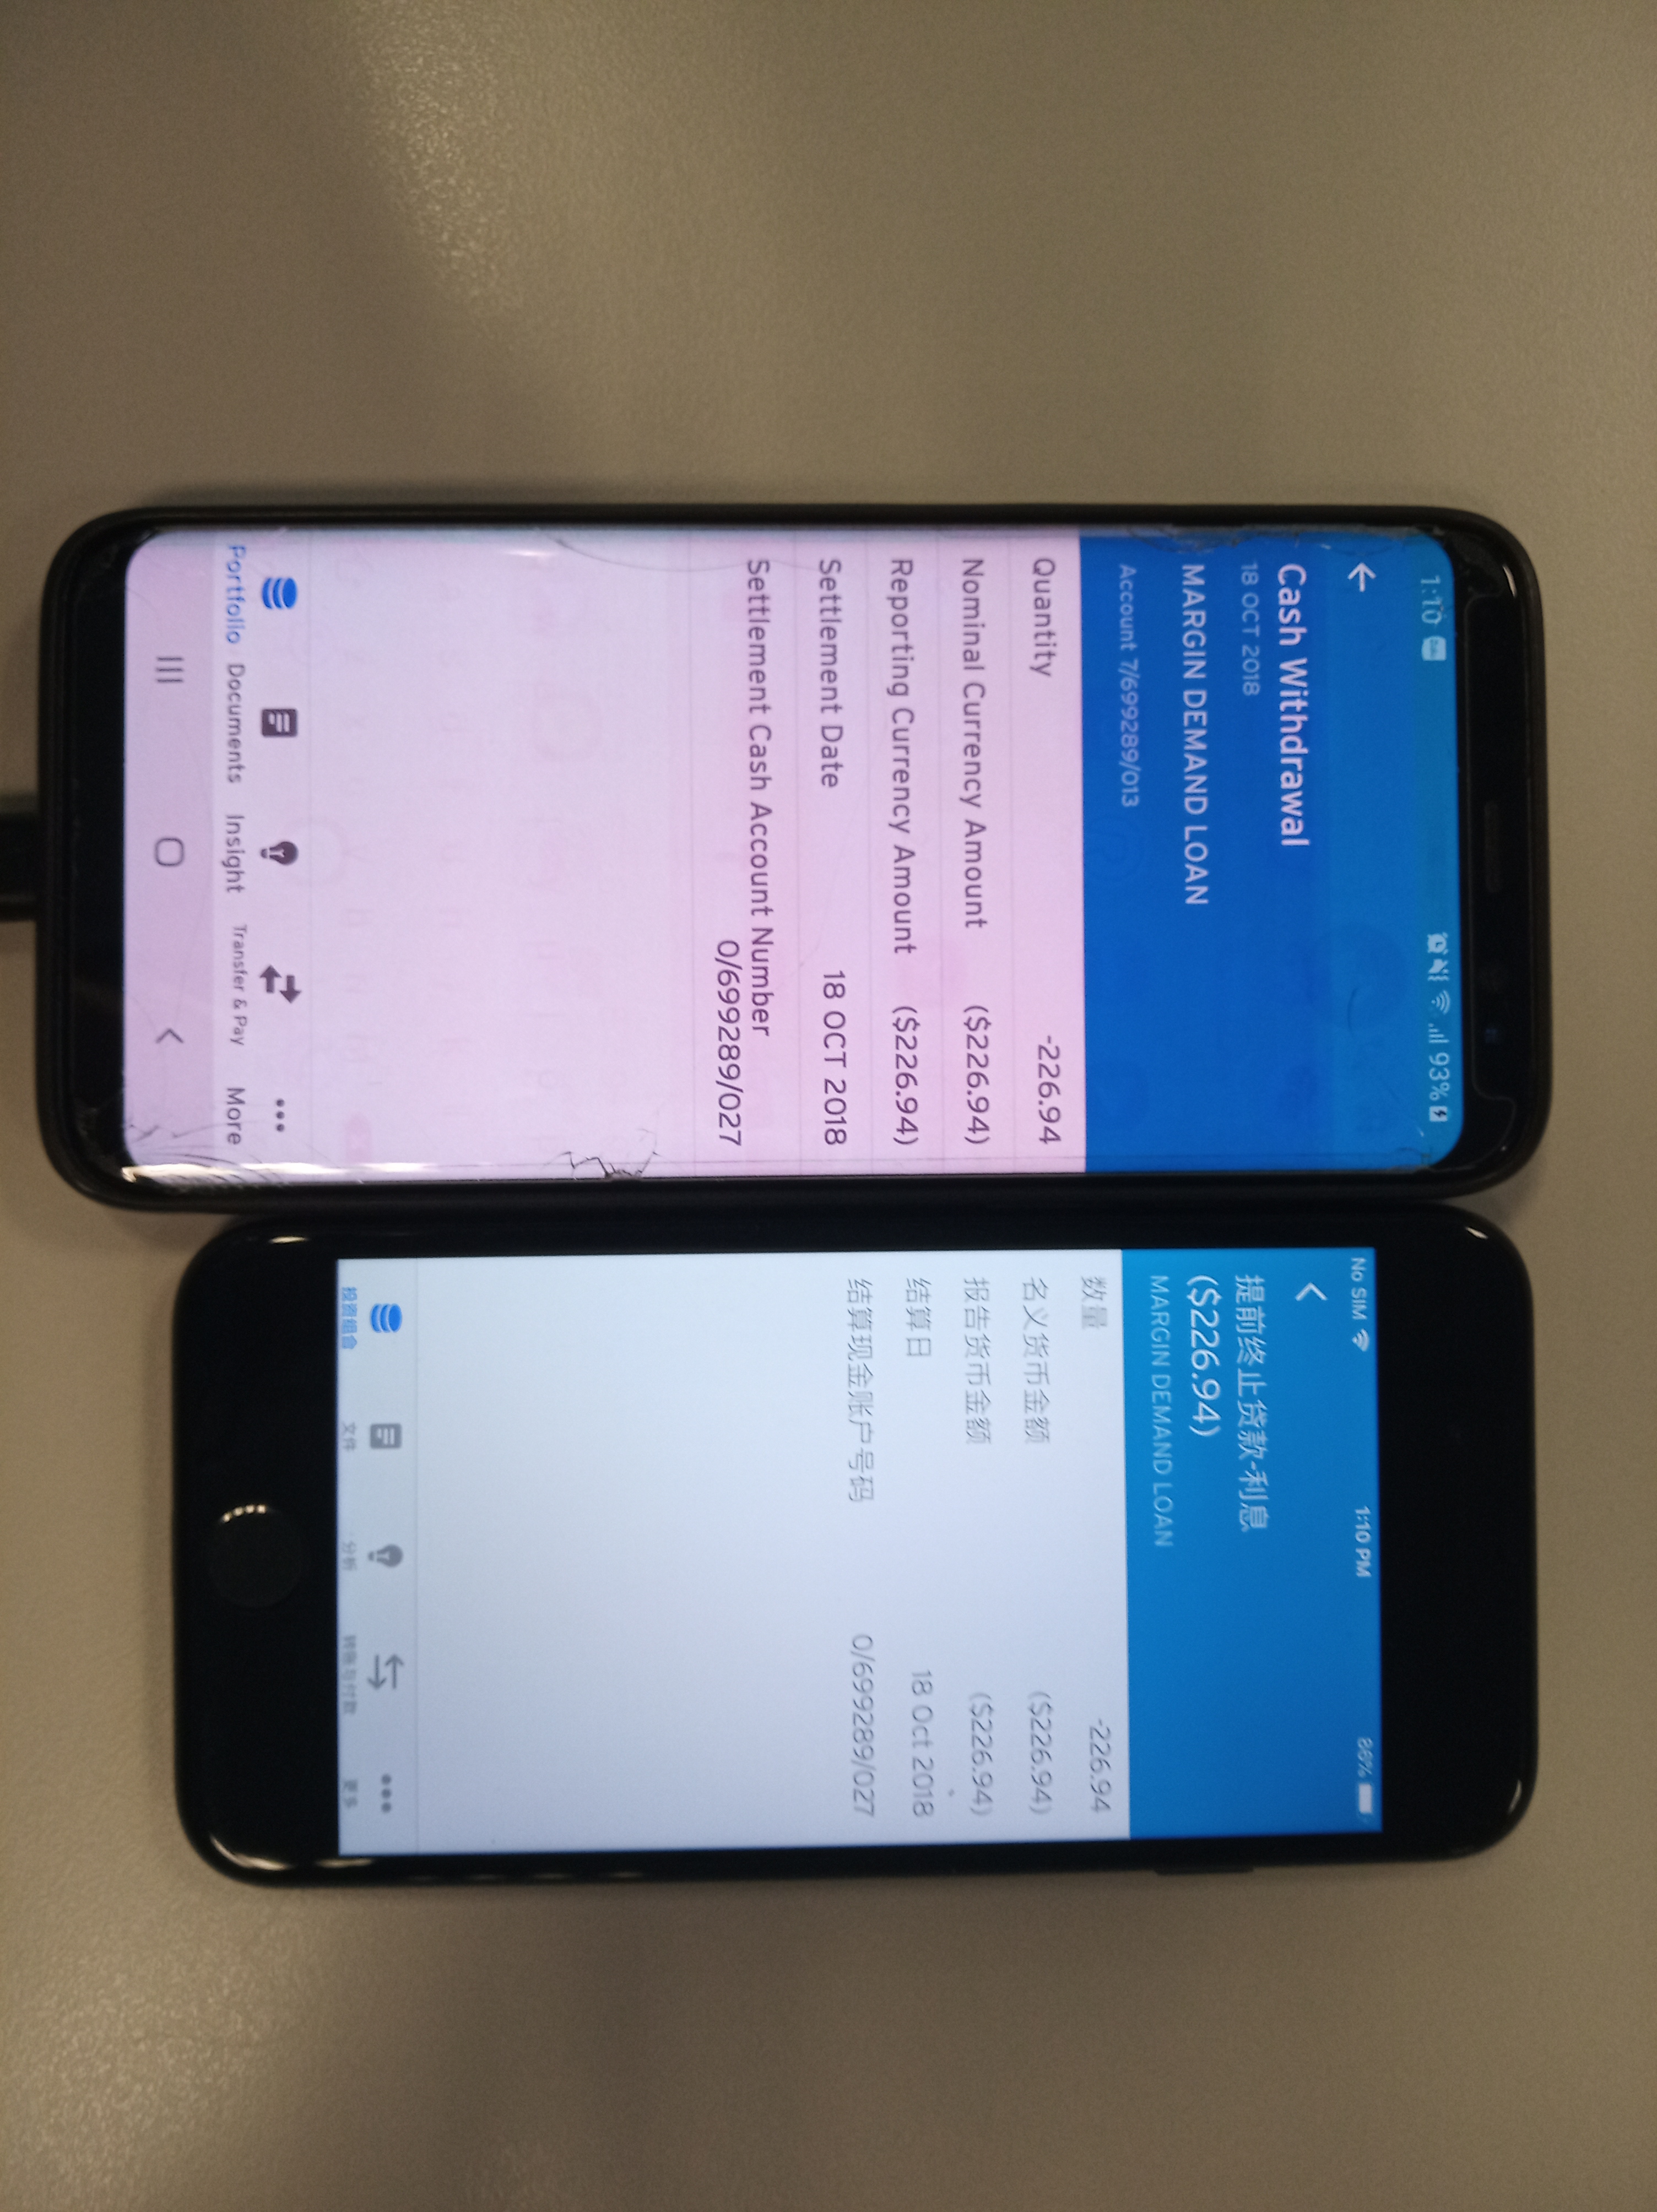 1:10
93%
Cash Withdrawal
18 OCT 2018
MARGIN DEMAND LOAN
Account 7/699289/013
Quantity -226.94
Nominal Currency Amount ($226.94)
Reporting Currency Amount ($226.94)
Settlement Date 18 OCT 2018
Settlement Cash Account Number
0/699289/027
Portfolio Documents Insight Transfer & Pay More
No SIM 1:10 PM 86%
提前终止贷款-利息
($226.94)
MARGIN DEMAND LOAN
数量 -226.94
名义货币金额 ($226.94)
报告货币金额 ($226.94)
结算日 18 Oct 2018
结算现金账户号码 0/699289/027
投资组合 文件 分析 转账与付款 更多